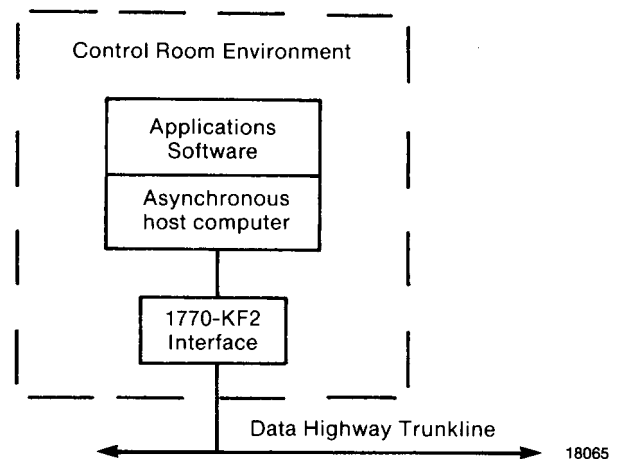 Control Room Environment
Applications
Software
Asynchronous
host computer
1770-KF2
Interface
Data Highway Trunkline
18065